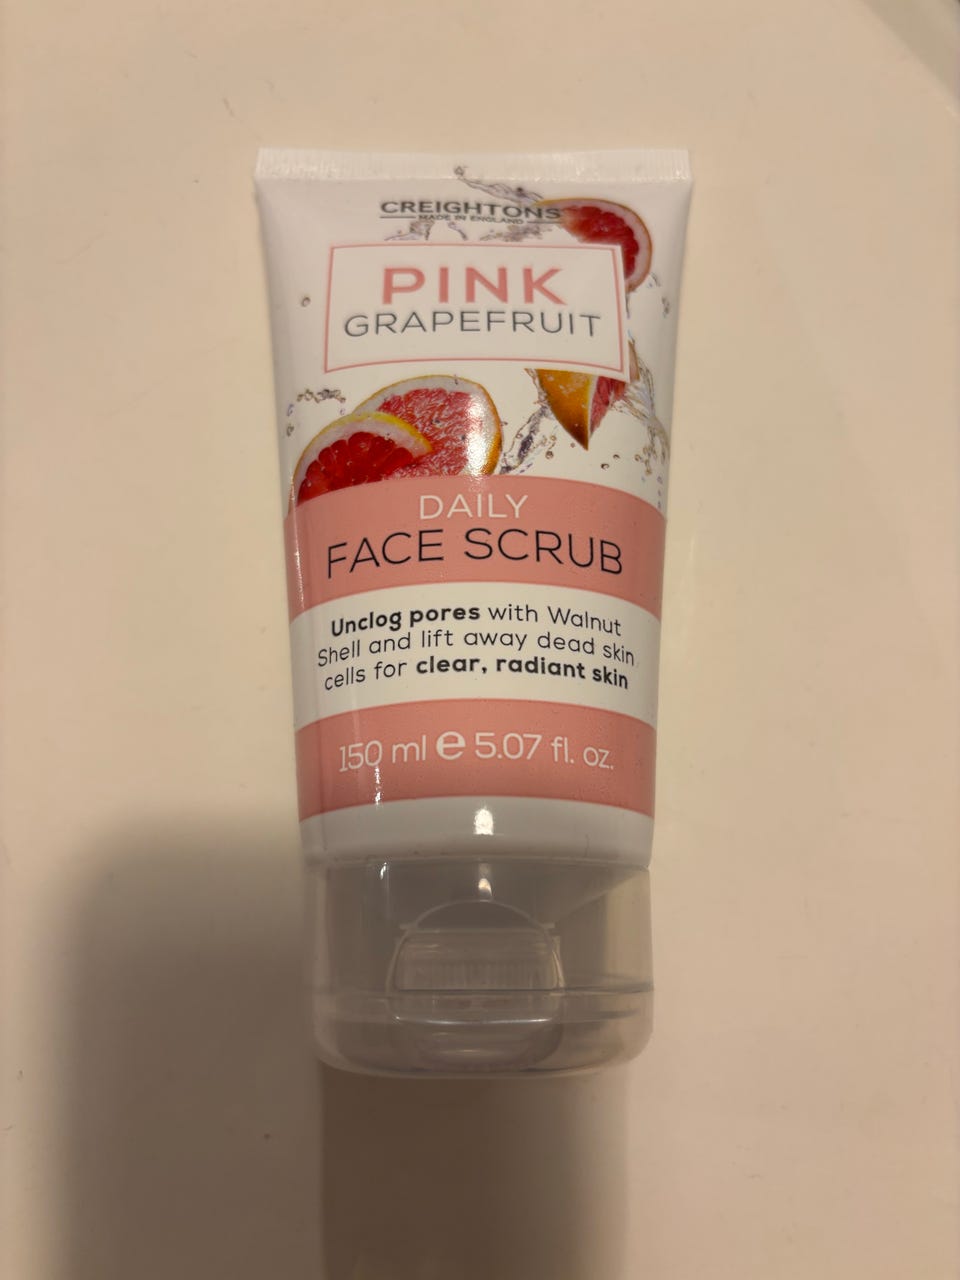 CREIGHTONS
MADE IN ENGLAND
PINK
GRAPEFRUIT
DAILY
FACE SCRUB
Unclog pores with Walnut
Shell and lift away dead skin
cells for clear, radiant skin
150 ml e 5.07 fl. oz.